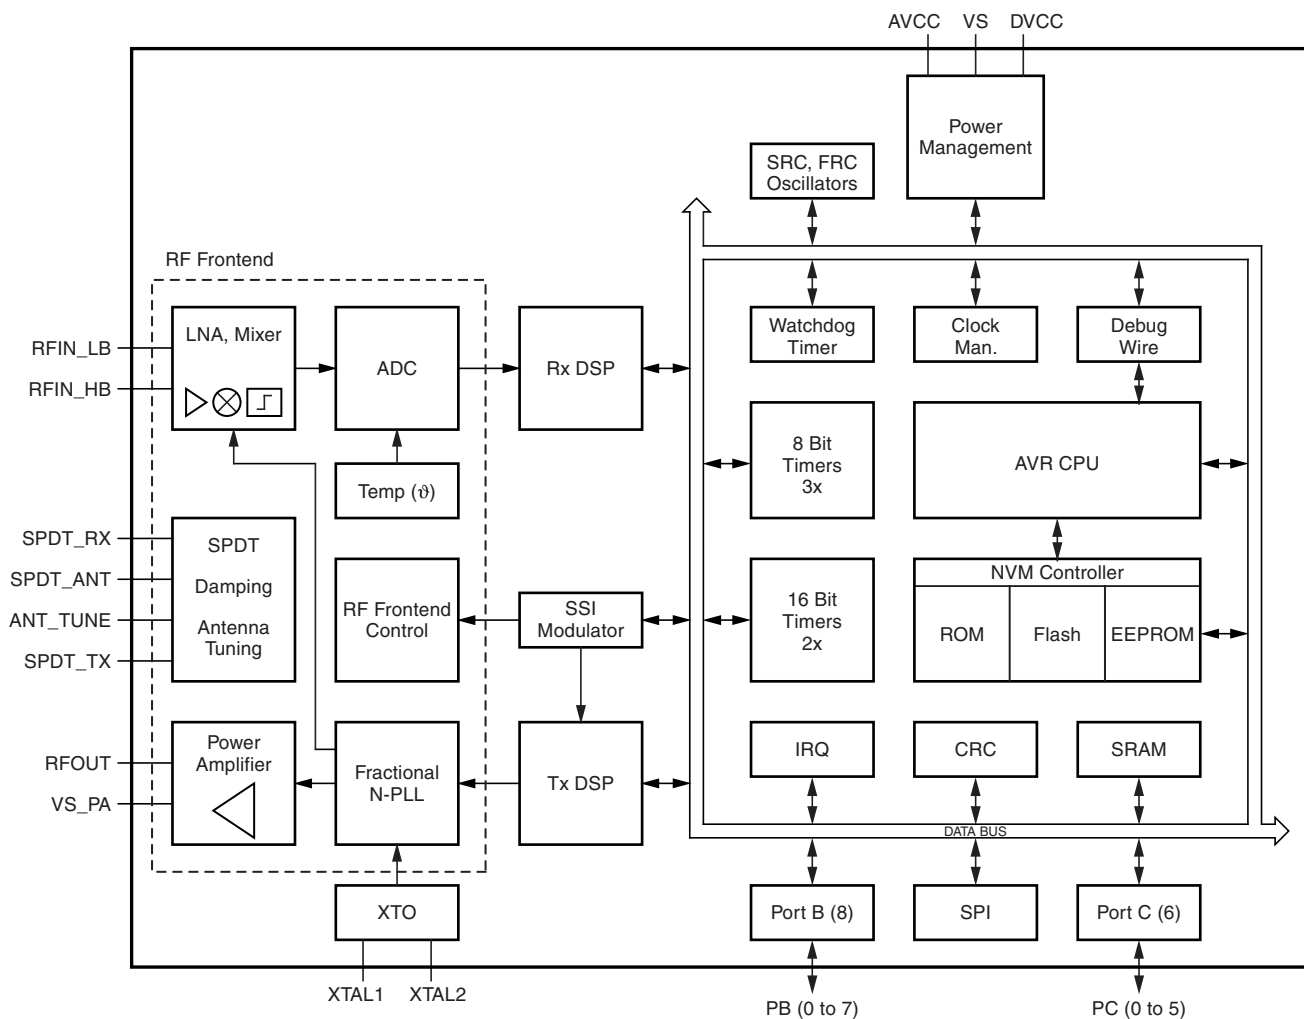 AVCC VS DVCC
Power
Management
SRC, FRC
Oscillators
RF Frontend
LNA, Mixer
ADC
Rx DSP
Watchdog
Timer
Clock
Man.
Debug
Wire
RFIN_LB
RFIN_HB
8 Bit
Timers
3x
AVR CPU
Temp (ϑ)
SPDT_RX
SPDT_ANT
ANT_TUNE
SPDT_TX
SPDT
Damping
Antenna
Tuning
RF Frontend
Control
SSI
Modulator
16 Bit
Timers
2x
NVM Controller
ROM
Flash
EEPROM
RFOUT
VS_PA
Power
Amplifier
Fractional
N-PLL
Tx DSP
IRQ
CRC
SRAM
DATA BUS
XTO
Port B (8)
SPI
Port C (6)
XTAL1 XTAL2
PB (0 to 7)
PC (0 to 5)